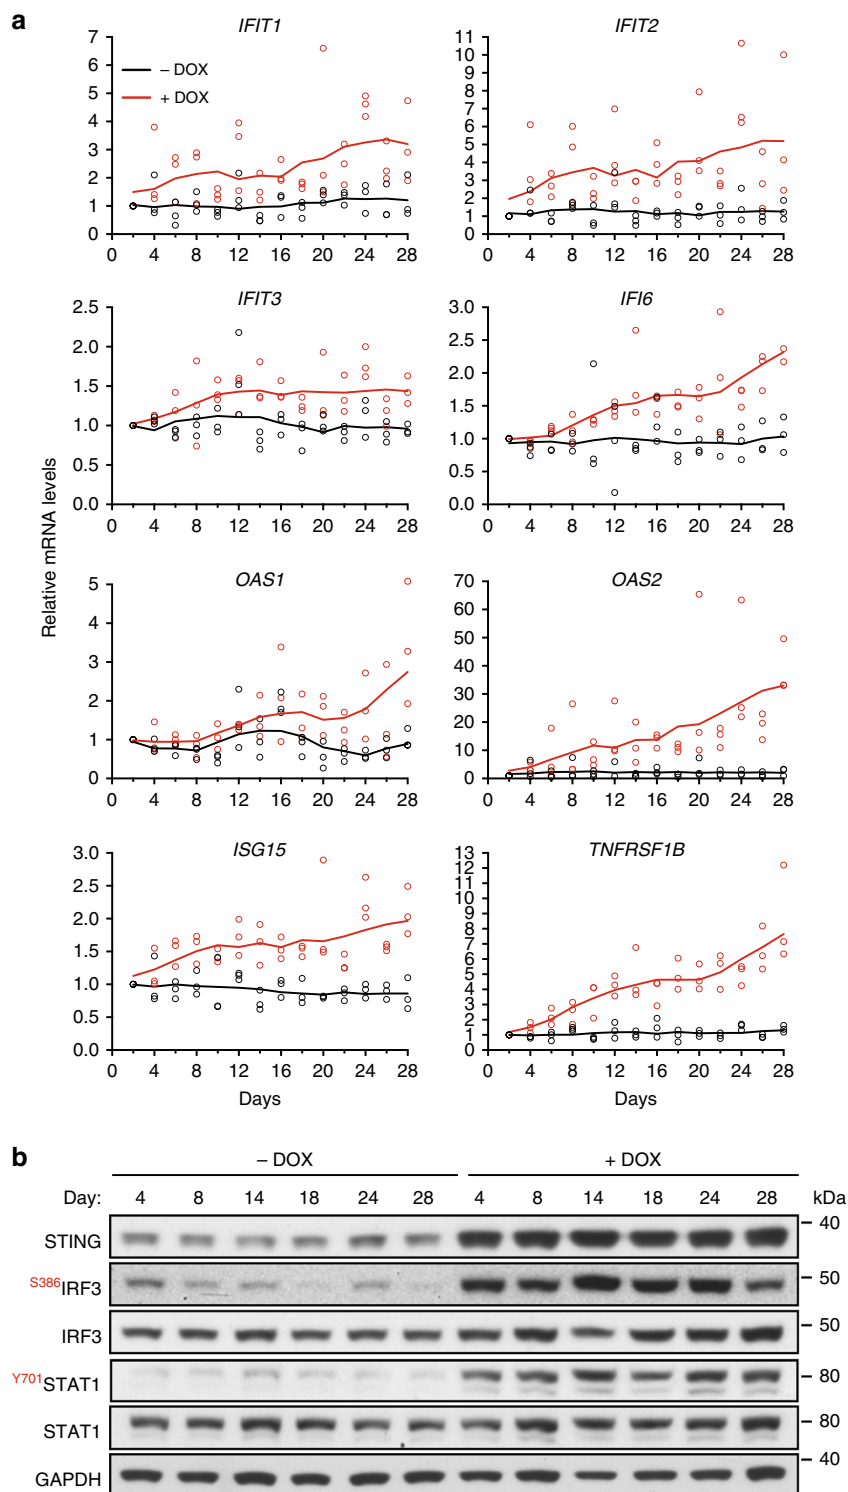 a
IFIT1
7
6
5
4
3
2
1
0
– DOX
+ DOX
0 4 8 12 16 20 24 28
IFIT2
11
10
9
8
7
6
5
4
3
2
1
0
0 4 8 12 16 20 24 28
Relative mRNA levels
IFIT3
2.5
2.0
1.5
1.0
0.5
0.0
0 4 8 12 16 20 24 28
IFI6
3.0
2.5
2.0
1.5
1.0
0.5
0.0
0 4 8 12 16 20 24 28
OAS1
5
4
3
2
1
0
0 4 8 12 16 20 24 28
OAS2
70
60
50
40
30
20
10
0
0 4 8 12 16 20 24 28
ISG15
3.0
2.5
2.0
1.5
1.0
0.5
0.0
0 4 8 12 16 20 24 28
Days
TNFRSF1B
13
12
11
10
9
8
7
6
5
4
3
2
1
0
0 4 8 12 16 20 24 28
Days
b
– DOX + DOX
Day: 4 8 14 18 24 28 4 8 14 18 24 28 kDa
STING 40
S386IRF3 50
IRF3 50
Y701STAT1 80
STAT1 80
GAPDH 40